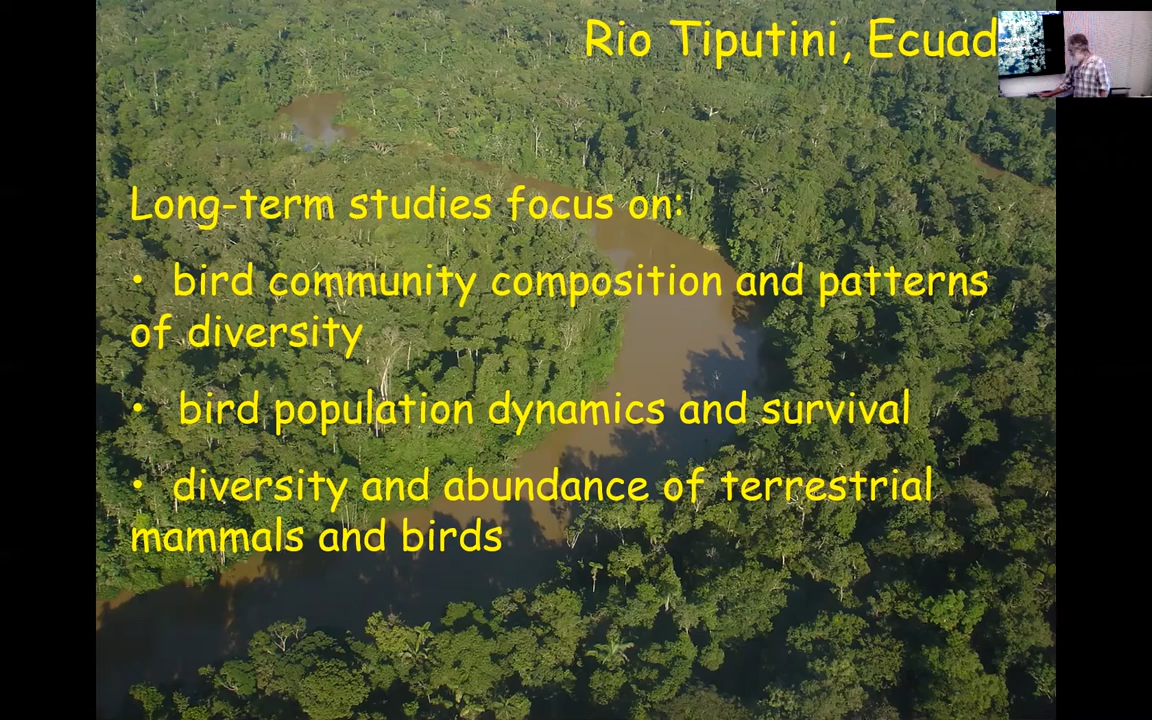 Rio Tiputini, Ecuad
Long-term studies focus on:
• bird community composition and patterns
of diversity
• bird population dynamics and survival
• diversity and abundance of terrestrial
mammals and birds